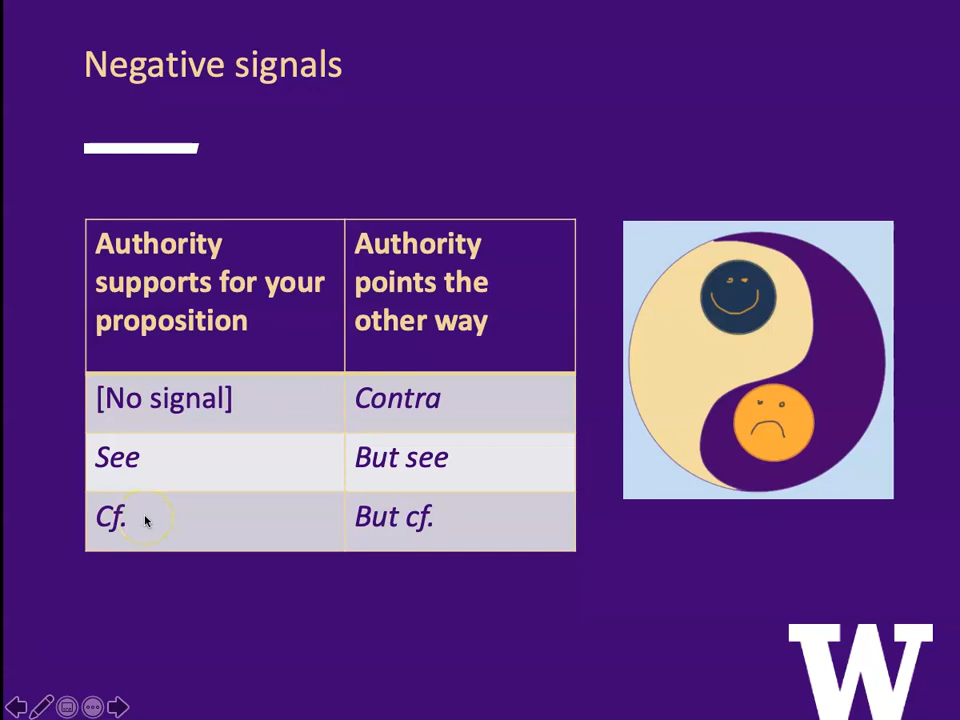 Negative signals
Authority
supports for your
proposition
Authority
points the
other way
[No signal]
Contra
See
But see
Cf.
But cf.
W